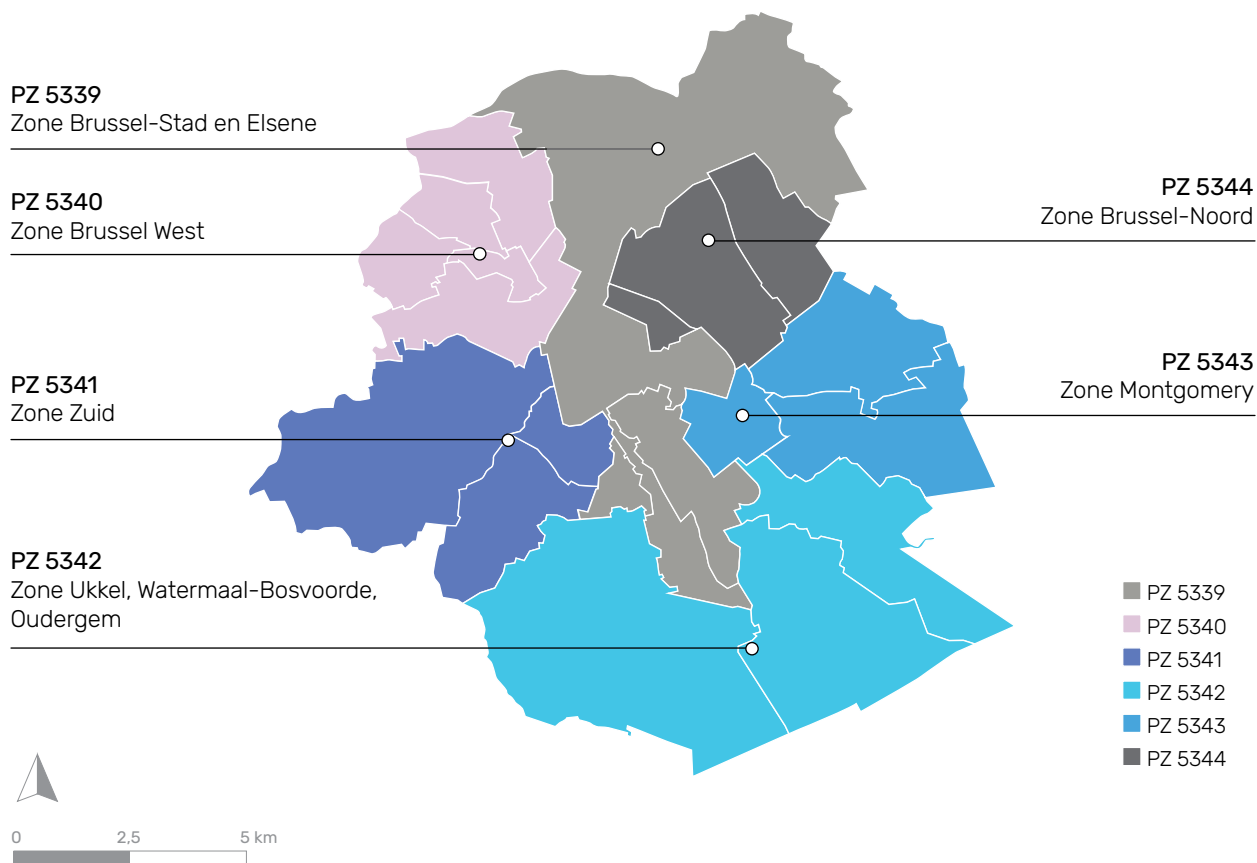 PZ 5339
Zone Brussel-Stad en Elsene
PZ 5340
Zone Brussel West
PZ 5341
Zone Zuid
PZ 5342
Zone Ukkel, Watermaal-Bosvoorde,
Oudergem
PZ 5344
Zone Brussel-Noord
PZ 5343
Zone Montgomery
PZ 5339
PZ 5340
PZ 5341
PZ 5342
PZ 5343
PZ 5344
0 2,5 5 km